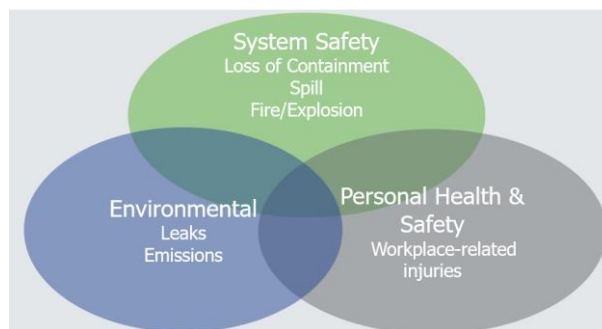 System Safety
Loss of Containment
Spill
Fire/Explosion
Environmental
Leaks
Emissions
Personal Health &
Safety
Workplace-related
injuries